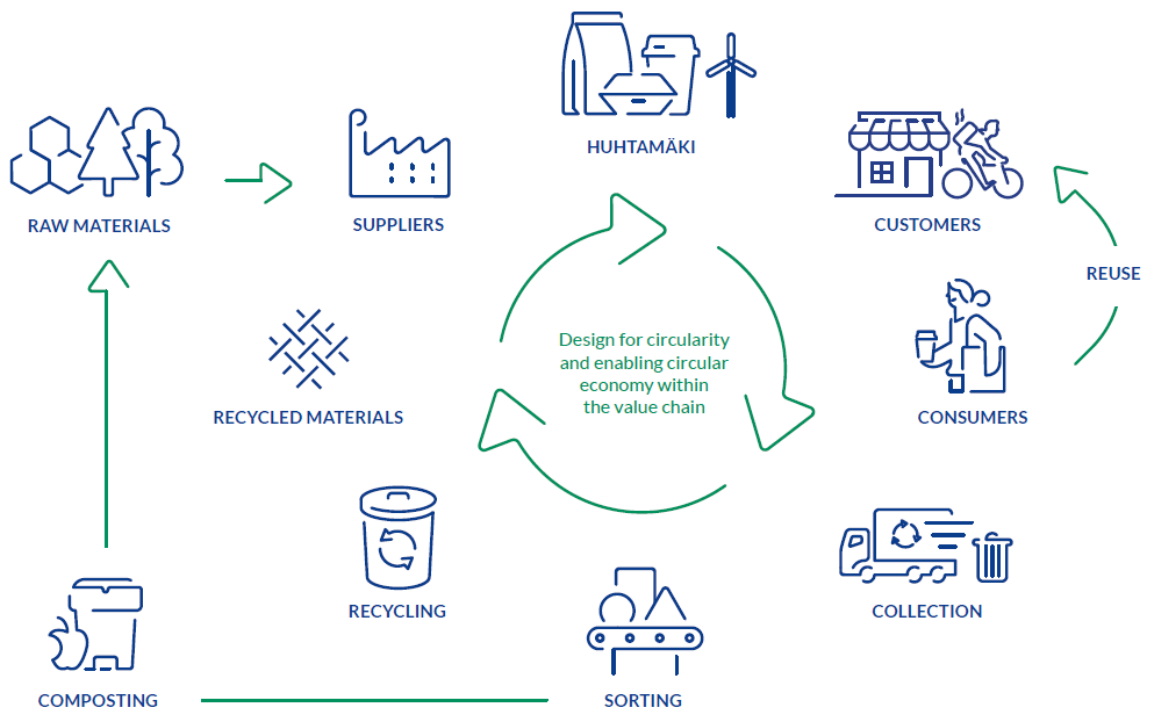 HUHTAMÄKI
RAW MATERIALS
SUPPLIERS
CUSTOMERS
REUSE
Design for circularity
and enabling circular
economy within
the value chain
RECYCLED MATERIALS
CONSUMERS
RECYCLING
COLLECTION
COMPOSTING
SORTING